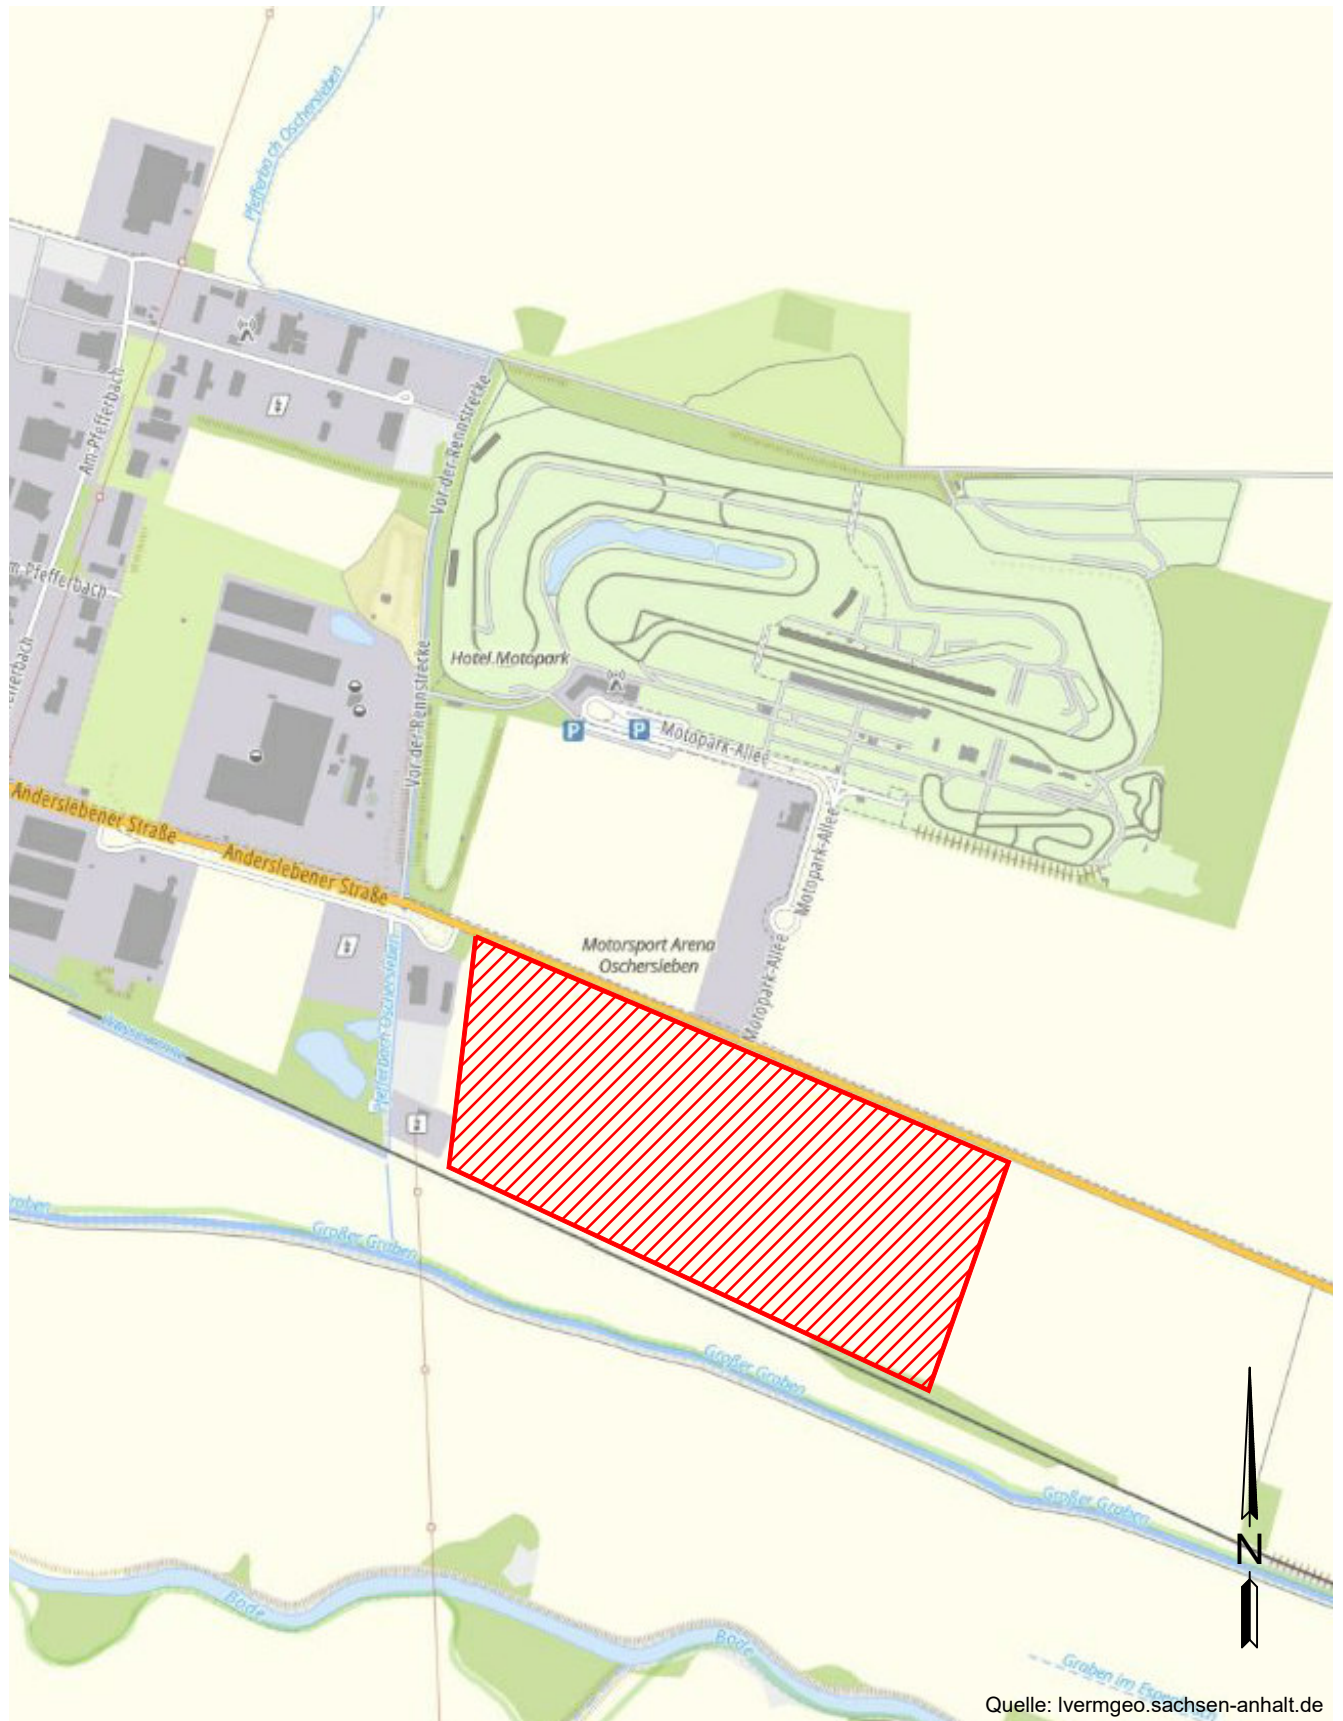 Pfefferbach Oschersleben
Vor-der-Rennstrecke
Am-Pfefferbach
m-Pfefferbach
efferbach
Hotel Motopark
Vor-der-Rennstrecke
P
P
Motopark-Allee
Anderslebener Straße
Anderslebener Straße
Motopark-Allee
Motorsport Arena
Oschersleben
Motopark-Allee
Pfefferbach Oschersleben
raben
Großer Graben
Großer Graben
Großer Graben
N
Bode
Bode
Quelle: lvermgeo.sachsen-anhalt.de